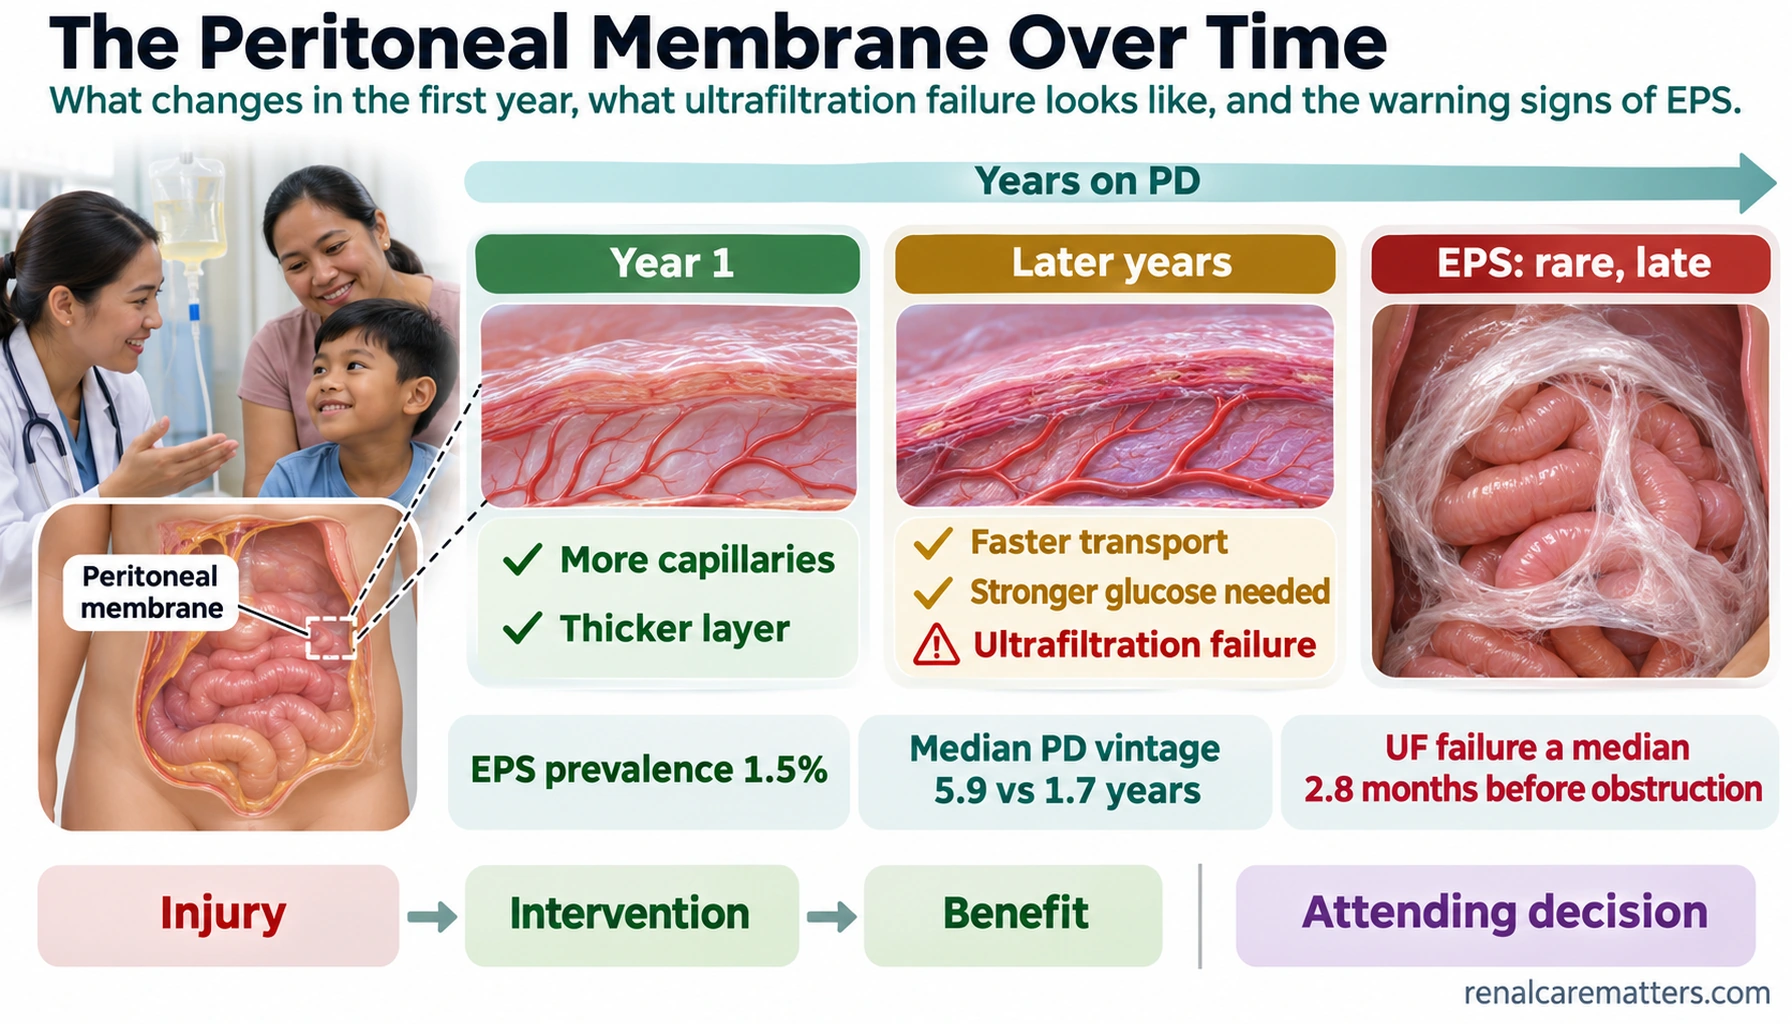 The Peritoneal Membrane Over Time
What changes in the first year, what ultrafiltration failure looks like, and the warning signs of EPS.
Years on PD
Year 1
More capillaries
Thicker layer
Later years
Faster transport
Stronger glucose needed
Ultrafiltration failure
EPS: rare, late
Peritoneal
membrane
EPS prevalence 1.5%
Median PD vintage
5.9 vs 1.7 years
UF failure a median
2.8 months before obstruction
Injury
Intervention
Benefit
Attending decision
renalcarematters.com